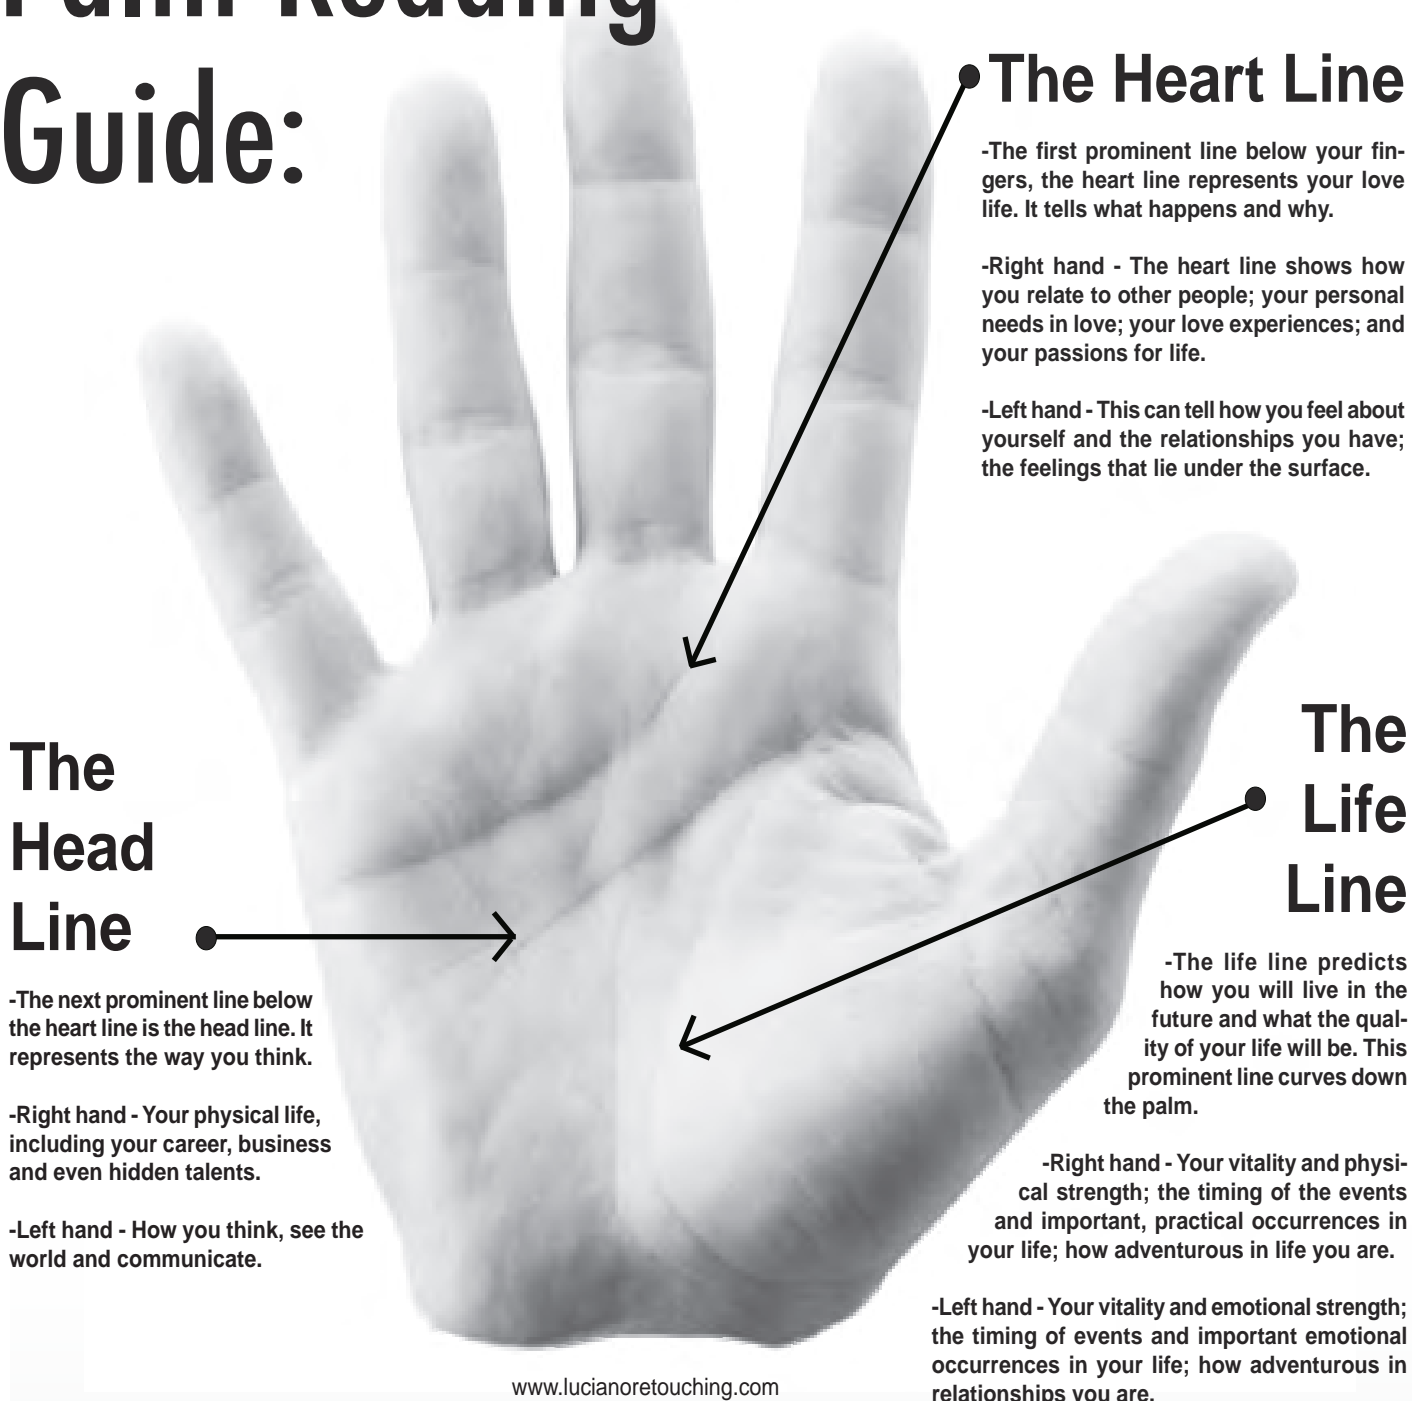 Palm Reading
Guide:
The Heart Line
-The first prominent line below your fin-
gers, the heart line represents your love
life. It tells what happens and why.
-Right hand - The heart line shows how
you relate to other people; your personal
needs in love; your love experiences; and
your passions for life.
-Left hand - This can tell how you feel about
yourself and the relationships you have;
the feelings that lie under the surface.
The
Head
Line
-The next prominent line below
the heart line is the head line. It
represents the way you think.
-Right hand - Your physical life,
including your career, business
and even hidden talents.
-Left hand - How you think, see the
world and communicate.
The
Life
Line
-The life line predicts
how you will live in the
future and what the qual-
ity of your life will be. This
prominent line curves down
the palm.
-Right hand - Your vitality and physi-
cal strength; the timing of the events
and important, practical occurrences in
your life; how adventurous in life you are.
-Left hand - Your vitality and emotional strength;
the timing of events and important emotional
occurrences in your life; how adventurous in
relationships you are.
www.lucianoretouching.com